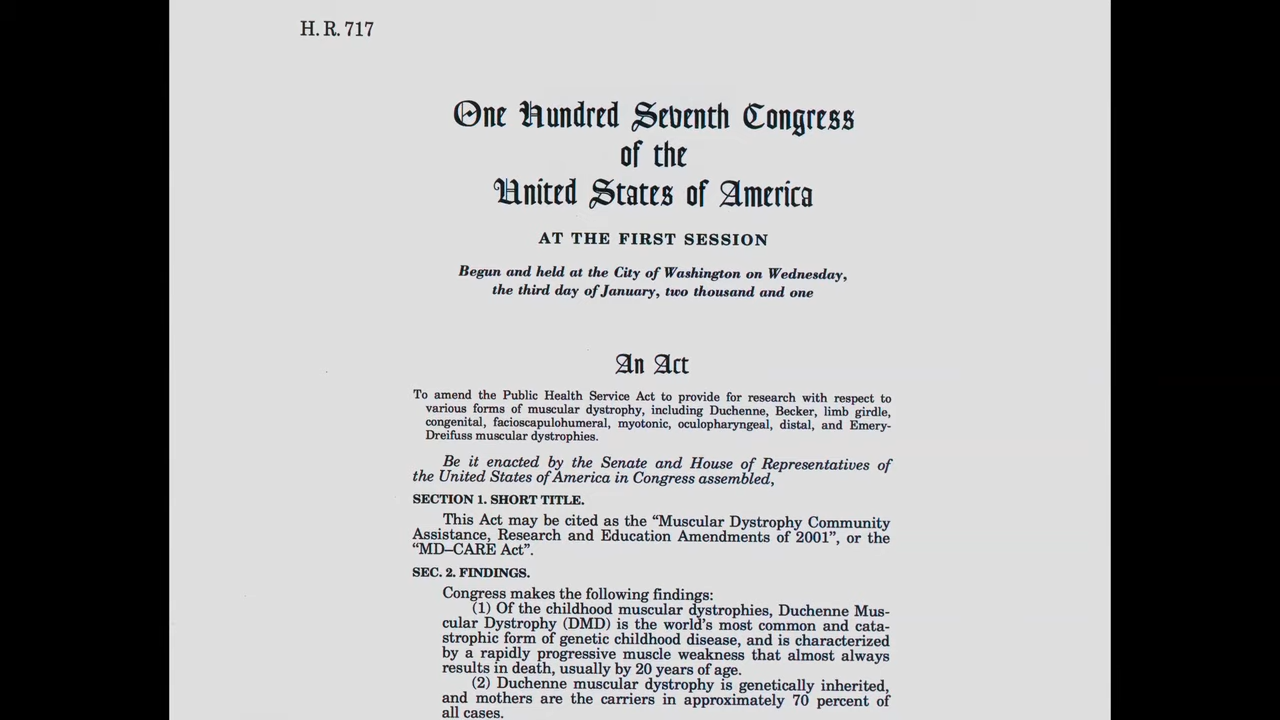 H. R. 717
One Hundred Seventh Congress
of the
United States of America
AT THE FIRST SESSION
Begun and held at the City of Washington on Wednesday,
the third day of January, two thousand and one
An Act
To amend the Public Health Service Act to provide for research with respect to
various forms of muscular dystrophy, including Duchenne, Becker, limb girdle,
congenital, facioscapulohumeral, myotonic, oculopharyngeal, distal, and Emery-
Dreifuss muscular dystrophies.
Be it enacted by the Senate and House of Representatives of
the United States of America in Congress assembled,
SECTION 1. SHORT TITLE.
This Act may be cited as the “Muscular Dystrophy Community
Assistance, Research and Education Amendments of 2001”, or the
“MD–CARE Act”.
SEC. 2. FINDINGS.
Congress makes the following findings:
(1) Of the childhood muscular dystrophies, Duchenne Mus-
cular Dystrophy (DMD) is the world’s most common and cata-
strophic form of genetic childhood disease, and is characterized
by a rapidly progressive muscle weakness that almost always
results in death, usually by 20 years of age.
(2) Duchenne muscular dystrophy is genetically inherited,
and mothers are the carriers in approximately 70 percent of
all cases.